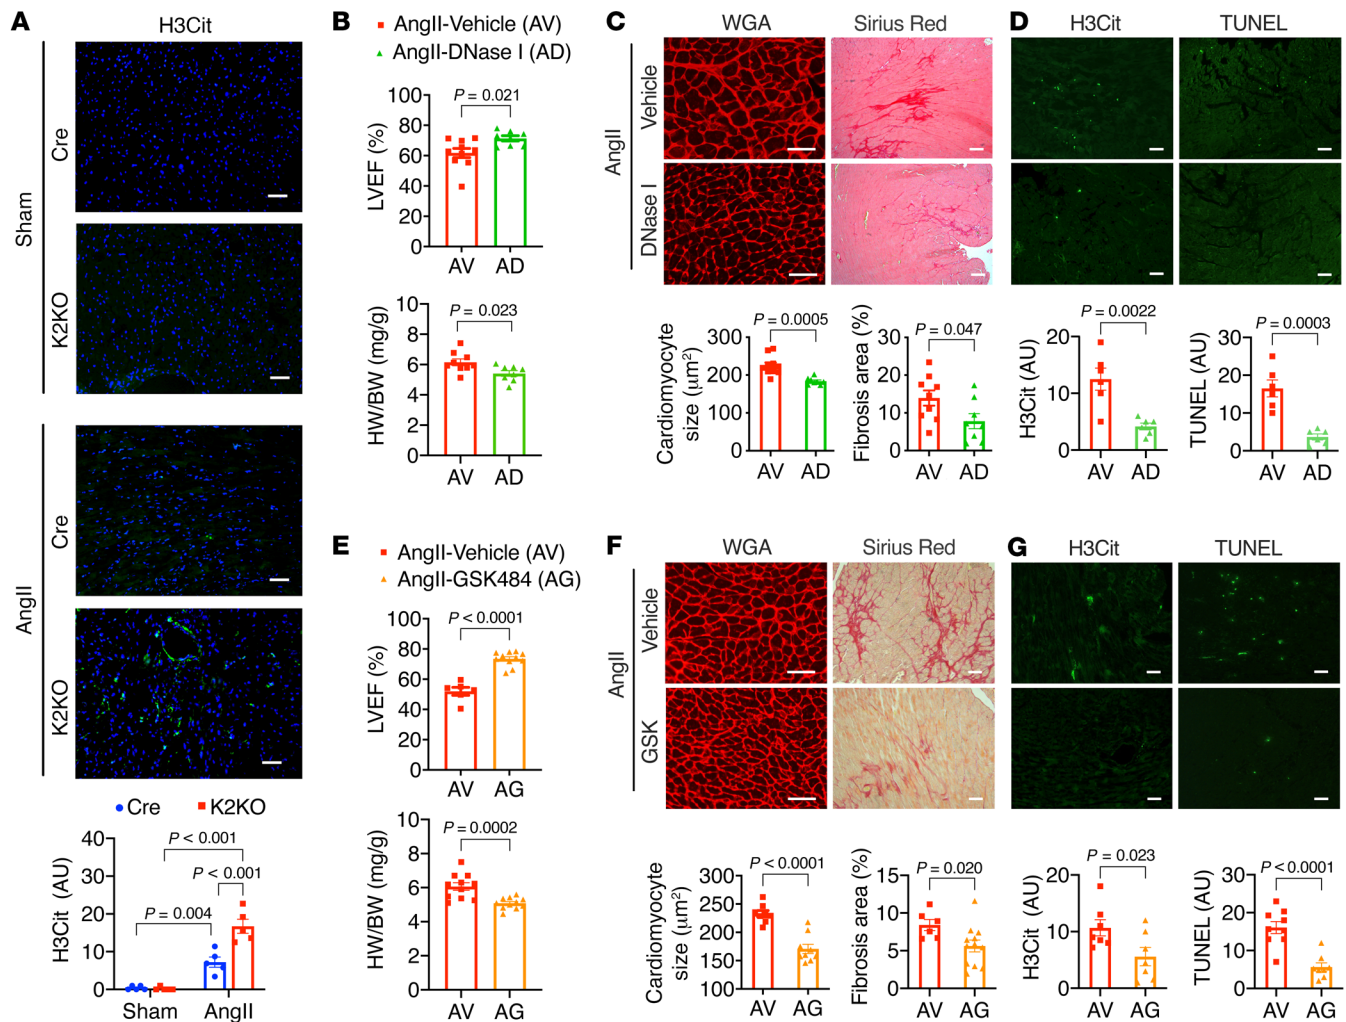 A
H3Cit
Sham
Cre
K2KO
AngII
Cre
K2KO
Cre
K2KO
H3Cit (AU)
40
30
20
10
0
P < 0.001
P < 0.001
P = 0.004
Sham
AngII
B
AngII-Vehicle (AV)
AngII-DNase I (AD)
LVEF (%)
100
80
60
40
20
0
P = 0.021
AV
AD
HW/BW (mg/g)
10
8
6
4
2
0
P = 0.023
AV
AD
C
WGA
Sirius Red
AngII
Vehicle
DNase I
Cardiomyocyte
size (μm2)
300
200
100
0
P = 0.0005
AV
AD
Fibrosis area (%)
30
20
10
0
P = 0.047
AV
AD
D
H3Cit
TUNEL
H3Cit (AU)
20
10
0
P = 0.0022
AV
AD
TUNEL (AU)
30
20
10
0
P = 0.0003
AV
AD
E
AngII-Vehicle (AV)
AngII-GSK484 (AG)
LVEF (%)
100
80
60
40
20
0
P < 0.0001
AV
AG
HW/BW (mg/g)
10
8
6
4
2
0
P = 0.0002
AV
AG
F
WGA
Sirius Red
AngII
Vehicle
GSK
Cardiomyocyte
size (μm2)
300
250
200
150
100
P < 0.0001
AV
AG
Fibrosis area (%)
15
10
5
0
P = 0.020
AV
AG
G
H3Cit
TUNEL
H3Cit (AU)
20
10
0
P = 0.023
AV
AG
TUNEL (AU)
30
20
10
0
P < 0.0001
AV
AG